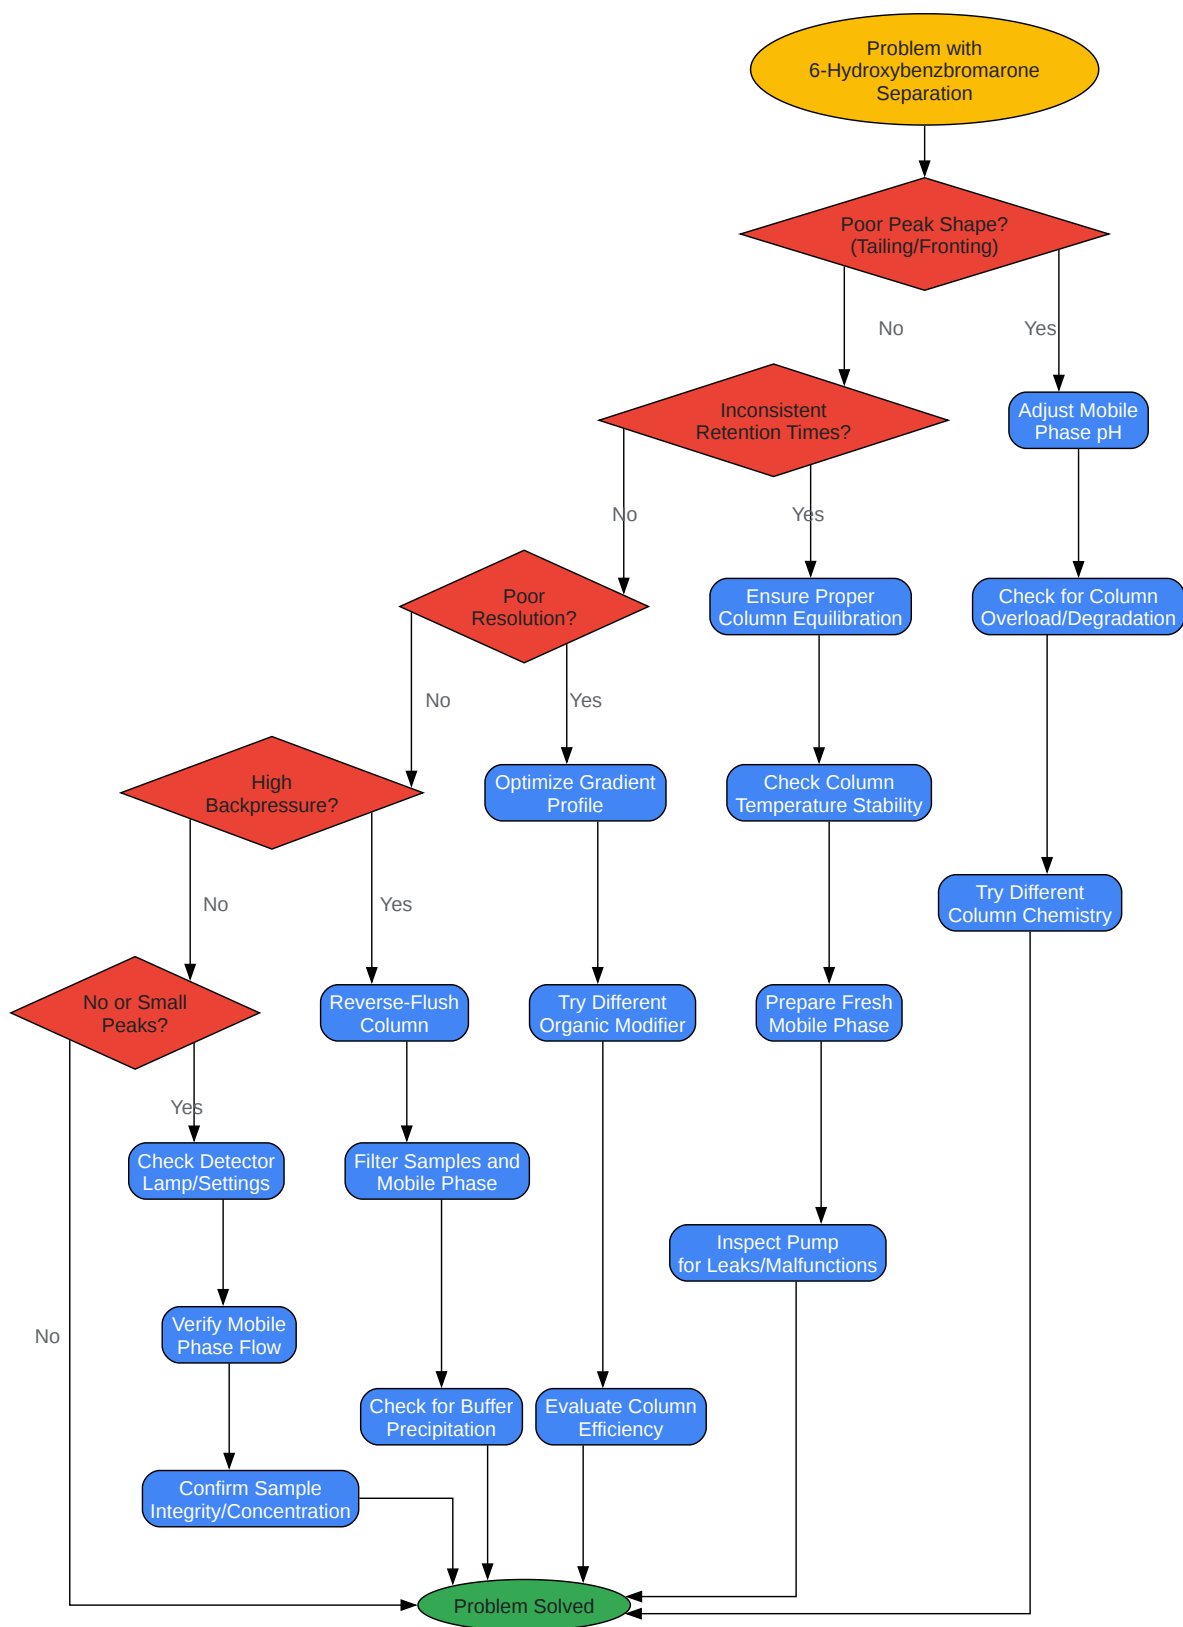 Problem with
6-Hydroxybenzbromarone
Separation
Poor Peak Shape?
(Tailing/Fronting)
No
Yes
Inconsistent
Retention Times?
Adjust Mobile
Phase pH
No
Yes
Poor
Resolution?
Ensure Proper
Column Equilibration
Check for Column
Overload/Degradation
No
Yes
High
Backpressure?
Optimize Gradient
Profile
Check Column
Temperature Stability
No
Yes
Try Different
Column Chemistry
No or Small
Peaks?
Reverse-Flush
Column
Try Different
Organic Modifier
Prepare Fresh
Mobile Phase
Yes
Check Detector
Lamp/Settings
Filter Samples and
Mobile Phase
Inspect Pump
for Leaks/Malfunctions
No
Verify Mobile
Phase Flow
Check for Buffer
Precipitation
Evaluate Column
Efficiency
Confirm Sample
Integrity/Concentration
Problem Solved